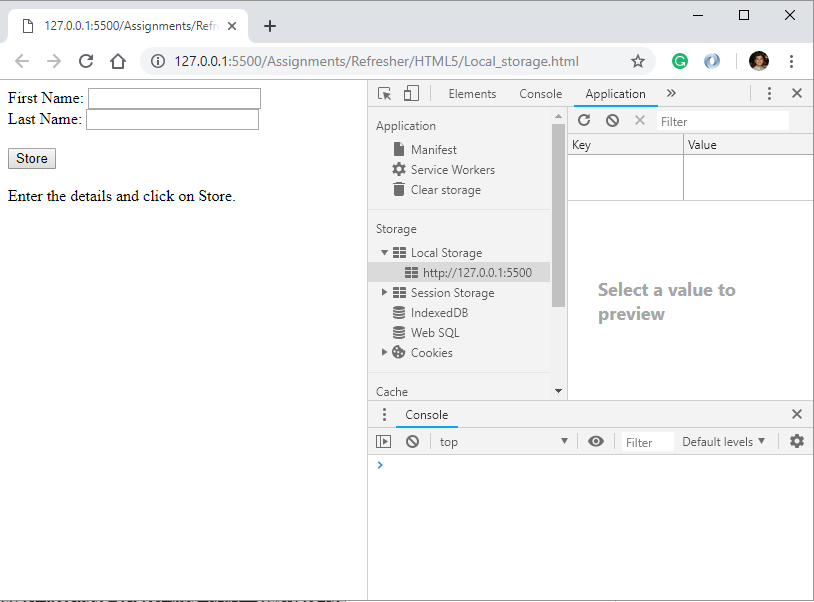 127.0.0.1:5500/Assignments/Refr
127.0.0.1:5500/Assignments/Refresher/HTML5/Local_storage.html
First Name:
Last Name:
Store
Enter the details and click on Store.
Elements Console Application »
Application
Manifest
Service Workers
Clear storage
Storage
Local Storage
http://127.0.0.1:5500
Session Storage
IndexedDB
Web SQL
Cookies
Cache
Filter
Key Value
Select a value to
preview
Console
top Filter Default levels